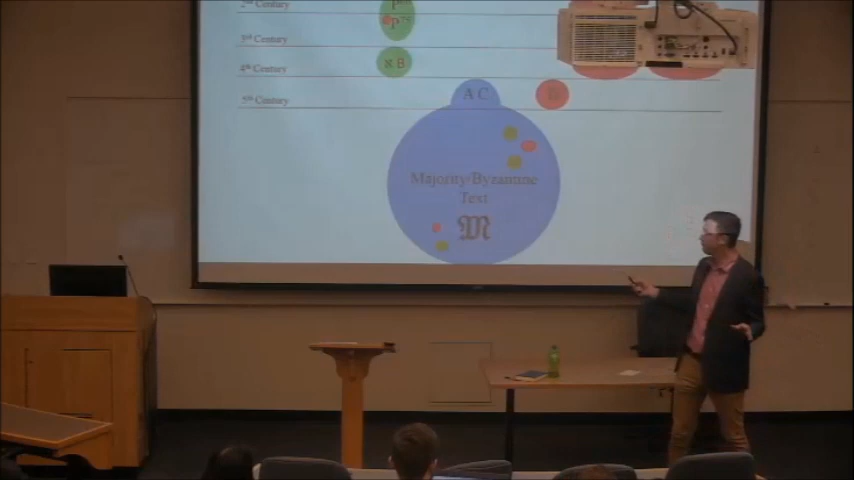 2nd Century
P75
3rd Century
4th Century
א B
5th Century
A C
Majority/Byzantine
Text
𝔐